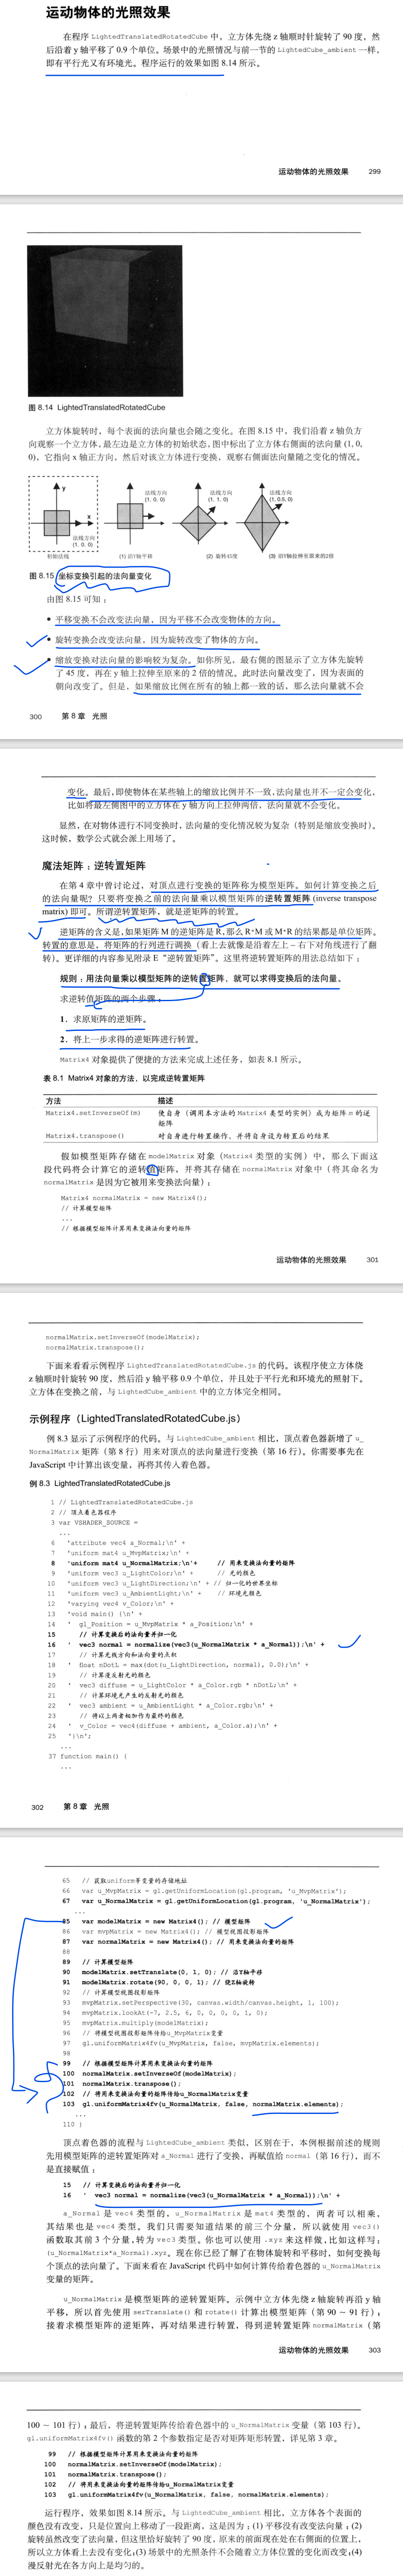 运动物体的光照效果
在程序 LightedTranslatedRotatedCube 中，立方体先绕 z 轴顺时针旋转了 90 度，然
后沿着 y 轴平移了 0.9 个单位。场景中的光照情况与前一节的 LightedCube_ambient 一样，
即有平行光又有环境光。程序运行的效果如图 8.14 所示。
运动物体的光照效果 299
图 8.14 LightedTranslatedRotatedCube
立方体旋转时，每个表面的法向量也会随之变化。在图 8.15 中，我们沿着 z 轴负方
向观察一个立方体，最左边是立方体的初始状态，图中标出了立方体右侧面的法向量 (1, 0,
0)，它指向 x 轴正方向，然后对该立方体进行变换，观察右侧面法向量随之变化的情况。
y
x
法线方向
(1, 0, 0)
初始法线
法线方向
(1, 0, 0)
(1) 沿Y轴平移
法线方向
(1, 1, 0)
(2) 旋转45度
法线方向
(1, 0.5, 0)
(3) 沿Y轴拉伸至原来的2倍
图 8.15 坐标变换引起的法向量变化
由图 8.15 可知：
• 平移变换不会改变法向量，因为平移不会改变物体的方向。
• 旋转变换会改变法向量，因为旋转改变了物体的方向。
• 缩放变换对法向量的影响较为复杂。如你所见，最右侧的图显示了立方体先旋转
了 45 度，再在 y 轴上拉伸至原来的 2 倍的情况。此时法向量改变了，因为表面的
朝向改变了。但是，如果缩放比例在所有的轴上都一致的话，那么法向量就不会
300 第 8 章 光照
变化。最后，即使物体在某些轴上的缩放比例并不一致，法向量也并不一定会变化，
比如将最左侧图中的立方体在 y 轴方向上拉伸两倍，法向量就不会变化。
显然，在对物体进行不同变换时，法向量的变化情况较为复杂（特别是缩放变换时）。
这时候，数学公式就会派上用场了。
魔法矩阵：逆转置矩阵
在第 4 章中曾讨论过，对顶点进行变换的矩阵称为模型矩阵。如何计算变换之后
的法向量呢？只要将变换之前的法向量乘以模型矩阵的逆转置矩阵 (inverse transpose
matrix) 即可。所谓逆转置矩阵，就是逆矩阵的转置。
逆矩阵的含义是，如果矩阵 M 的逆矩阵是 R，那么 R*M 或 M*R 的结果都是单位矩阵。
转置的意思是，将矩阵的行列进行调换（看上去就像是沿着左上－右下对角线进行了翻
转）。更详细的内容参见附录 E “逆转置矩阵”。这里将逆转置矩阵的用法总结如下：
规则：用法向量乘以模型矩阵的逆转置矩阵，就可以求得变换后的法向量。
求逆转值矩阵的两个步骤：
1. 求原矩阵的逆矩阵。
2. 将上一步求得的逆矩阵进行转置。
Matrix4 对象提供了便捷的方法来完成上述任务，如表 8.1 所示。
表 8.1 Matrix4 对象的方法，以完成逆转置矩阵
方法 描述
Matrix4.setInverseOf(m) 使自身（调用本方法的 Matrix4 类型的实例）成为矩阵 m 的逆
矩阵
Matrix4.transpose() 对自身进行转置操作，并将自身设为转置后的结果
假如模型矩阵存储在 modelMatrix 对象（Matrix4 类型的实例）中，那么下面这
段代码将会计算它的逆转置矩阵，并将其存储在 normalMatrix 对象中（将其命名为
normalMatrix 是因为它被用来变换法向量）：
Matrix4 normalMatrix = new Matrix4();
// 计算模型矩阵
...
// 根据模型矩阵计算用来变换法向量的矩阵
运动物体的光照效果 301
normalMatrix.setInverseOf(modelMatrix);
normalMatrix.transpose();
下面来看看示例程序 LightedTranslatedRotatedCube.js 的代码。该程序使立方体绕
z 轴顺时针旋转 90 度，然后沿 y 轴平移 0.9 个单位，并且处于平行光和环境光的照射下。
立方体在变换之前，与 LightedCube_ambient 中的立方体完全相同。
示例程序（LightedTranslatedRotatedCube.js）
例 8.3 显示了示例程序的代码。与 LightedCube_ambient 相比，顶点着色器新增了 u_
NormalMatrix 矩阵（第 8 行）用来对顶点的法向量进行变换（第 16 行）。你需要事先在
JavaScript 中计算出该变量，再将其传入着色器。
例 8.3 LightedTranslatedRotatedCube.js
1 // LightedTranslatedRotatedCube.js
2 // 顶点着色器程序
3 var VSHADER_SOURCE =
...
6 'attribute vec4 a_Normal;\n' +
7 'uniform mat4 u_MvpMatrix;\n' +
8 'uniform mat4 u_NormalMatrix;\n'+ // 用来变换法向量的矩阵
9 'uniform vec3 u_LightColor;\n' + // 光的颜色
10 'uniform vec3 u_LightDirection;\n' + // 归一化的世界坐标
11 'uniform vec3 u_AmbientLight;\n' + // 环境光颜色
12 'varying vec4 v_Color;\n' +
13 'void main() {\n' +
14 ' gl_Position = u_MvpMatrix * a_Position;\n' +
15 // 计算变换后的法向量并归一化
16 ' vec3 normal = normalize(vec3(u_NormalMatrix * a_Normal));\n' +
17 // 计算光线方向和法向量的点积
18 ' float nDotL = max(dot(u_LightDirection, normal), 0.0);\n' +
19 // 计算漫反射光的颜色
20 ' vec3 diffuse = u_LightColor * a_Color.rgb * nDotL;\n' +
21 // 计算环境光产生的反射光的颜色
22 ' vec3 ambient = u_AmbientLight * a_Color.rgb;\n' +
23 // 将以上两者相加作为最终的颜色
24 ' v_Color = vec4(diffuse + ambient, a_Color.a);\n' +
25 '}\n';
...
37 function main() {
...
302 第 8 章 光照
65 // 获取uniform等变量的存储地址
66 var u_MvpMatrix = gl.getUniformLocation(gl.program, 'u_MvpMatrix');
67 var u_NormalMatrix = gl.getUniformLocation(gl.program, 'u_NormalMatrix');
...
85 var modelMatrix = new Matrix4(); // 模型矩阵
86 var mvpMatrix = new Matrix4(); // 模型视图投影矩阵
87 var normalMatrix = new Matrix4(); // 用来变换法向量的矩阵
88
89 // 计算模型矩阵
90 modelMatrix.setTranslate(0, 1, 0); // 沿Y轴平移
91 modelMatrix.rotate(90, 0, 0, 1); // 绕Z轴旋转
92 // 计算模型视图投影矩阵
93 mvpMatrix.setPerspective(30, canvas.width/canvas.height, 1, 100);
94 mvpMatrix.lookAt(-7, 2.5, 6, 0, 0, 0, 0, 1, 0);
95 mvpMatrix.multiply(modelMatrix);
96 // 将模型视图投影矩阵传给u_MvpMatrix变量
97 gl.uniformMatrix4fv(u_MvpMatrix, false, mvpMatrix.elements);
98
99 // 根据模型矩阵计算用来变换法向量的矩阵
100 normalMatrix.setInverseOf(modelMatrix);
101 normalMatrix.transpose();
102 // 将用来变换法向量的矩阵传给u_NormalMatrix变量
103 gl.uniformMatrix4fv(u_NormalMatrix, false, normalMatrix.elements);
...
110 }
顶点着色器的流程与 LightedCube_ambient 类似，区别在于，本例根据前述的规则
先用模型矩阵的逆转置矩阵对 a_Normal 进行了变换，再赋值给 normal（第 16 行），而不
是直接赋值：
15 // 计算变换后的法向量并归一化
16 ' vec3 normal = normalize(vec3(u_NormalMatrix * a_Normal));\n' +
a_Normal 是 vec4 类型的，u_NormalMatrix 是 mat4 类型的，两者可以相乘，
其结果也是 vec4 类型。我们只需要知道结果的前三个分量，所以就使用 vec3()
函数取其前 3 个分量，转为 vec3 类型。你也可以使用 .xyz 来这样做，比如这样写：
(u_NormalMatrix*a_Normal).xyz。现在你已经了解了在物体旋转和平移时，如何变换每
个顶点的法向量了。下面来看在 JavaScript 代码中如何计算传给着色器的 u_NormalMatrix
变量的矩阵。
u_NormalMatrix 是模型矩阵的逆转置矩阵。示例中立方体先绕 z 轴旋转再沿 y 轴
平移，所以首先使用 serTranslate() 和 rotate() 计算出模型矩阵（第 90 ～ 91 行）；
接着求模型矩阵的逆矩阵，再对结果进行转置，得到逆转置矩阵 normalMatrix（第
运动物体的光照效果 303
100 ～ 101 行）；最后，将逆转置矩阵传给着色器中的 u_NormalMatrix 变量（第 103 行）。
gl.uniformMatrix4fv() 函数的第 2 个参数指定是否对矩阵矩形转置，详见第 3 章。
99 // 根据模型矩阵计算用来变换法向量的矩阵
100 normalMatrix.setInverseOf(modelMatrix);
101 normalMatrix.transpose();
102 // 将用来变换法向量的矩阵传给u_NormalMatrix变量
103 gl.uniformMatrix4fv(u_NormalMatrix, false, normalMatrix.elements);
运行程序，效果如图 8.14 所示。与 LightedCube_ambient 相比，立方体各个表面的
颜色没有改变，只是位置向上移动了一段距离，这是因为：(1) 平移没有改变法向量；(2)
旋转虽然改变了法向量，但这里恰好旋转了 90 度，原来的前面现在处在右侧面的位置上，
所以立方体看上去没有变化；(3) 场景中的光照条件不会随着立方体位置的变化而改变；(4)
漫反射光在各方向上是均匀的。